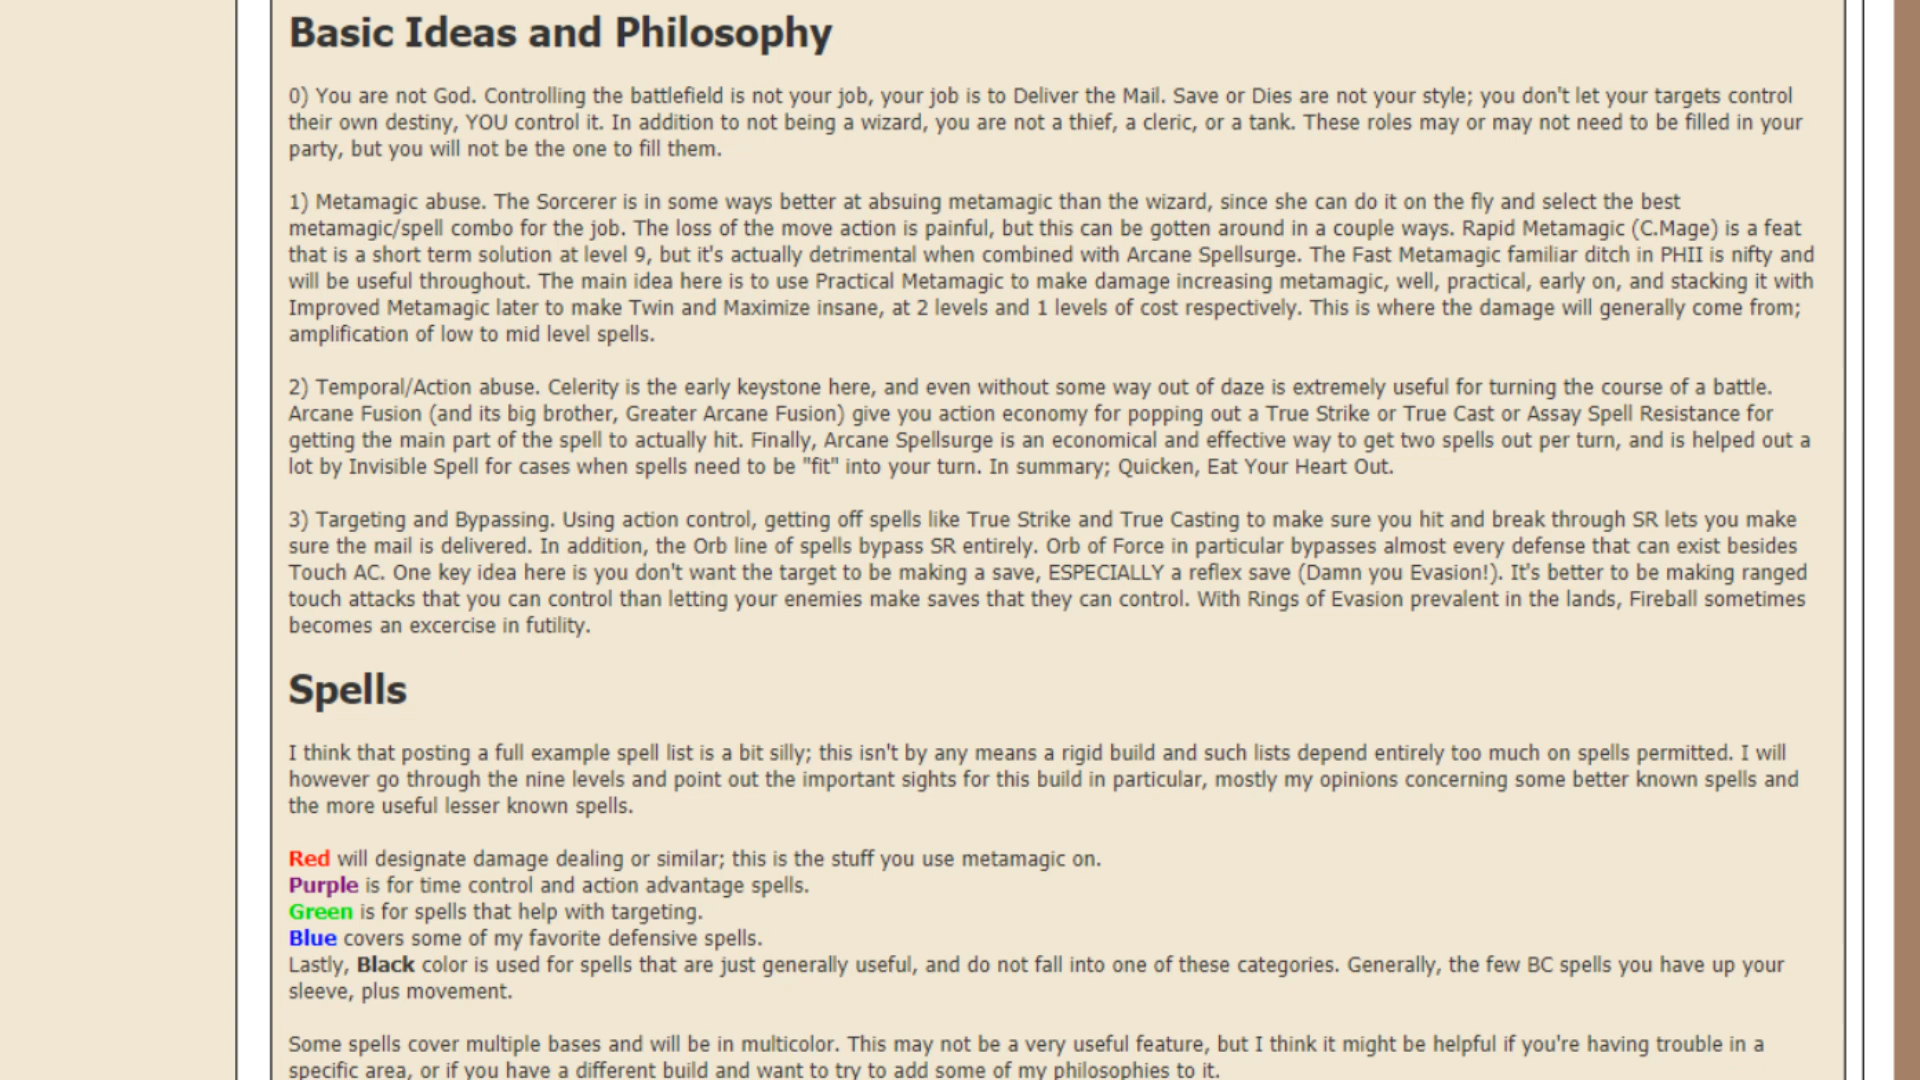 Basic Ideas and Philosophy
0) You are not God. Controlling the battlefield is not your job, your job is to Deliver the Mail. Save or Dies are not your style; you don't let your targets control
their own destiny, YOU control it. In addition to not being a wizard, you are not a thief, a cleric, or a tank. These roles may or may not need to be filled in your
party, but you will not be the one to fill them.
1) Metamagic abuse. The Sorcerer is in some ways better at absuing metamagic than the wizard, since she can do it on the fly and select the best
metamagic/spell combo for the job. The loss of the move action is painful, but this can be gotten around in a couple ways. Rapid Metamagic (C.Mage) is a feat
that is a short term solution at level 9, but it's actually detrimental when combined with Arcane Spellsurge. The Fast Metamagic familiar ditch in PHII is nifty and
will be useful throughout. The main idea here is to use Practical Metamagic to make damage increasing metamagic, well, practical, early on, and stacking it with
Improved Metamagic later to make Twin and Maximize insane, at 2 levels and 1 levels of cost respectively. This is where the damage will generally come from;
amplification of low to mid level spells.
2) Temporal/Action abuse. Celerity is the early keystone here, and even without some way out of daze is extremely useful for turning the course of a battle.
Arcane Fusion (and its big brother, Greater Arcane Fusion) give you action economy for popping out a True Strike or True Cast or Assay Spell Resistance for
getting the main part of the spell to actually hit. Finally, Arcane Spellsurge is an economical and effective way to get two spells out per turn, and is helped out a
lot by Invisible Spell for cases when spells need to be "fit" into your turn. In summary; Quicken, Eat Your Heart Out.
3) Targeting and Bypassing. Using action control, getting off spells like True Strike and True Casting to make sure you hit and break through SR lets you make
sure the mail is delivered. In addition, the Orb line of spells bypass SR entirely. Orb of Force in particular bypasses almost every defense that can exist besides
Touch AC. One key idea here is you don't want the target to be making a save, ESPECIALLY a reflex save (Damn you Evasion!). It's better to be making ranged
touch attacks that you can control than letting your enemies make saves that they can control. With Rings of Evasion prevalent in the lands, Fireball sometimes
becomes an excercise in futility.
Spells
I think that posting a full example spell list is a bit silly; this isn't by any means a rigid build and such lists depend entirely too much on spells permitted. I will
however go through the nine levels and point out the important sights for this build in particular, mostly my opinions concerning some better known spells and
the more useful lesser known spells.
Red will designate damage dealing or similar; this is the stuff you use metamagic on.
Purple is for time control and action advantage spells.
Green is for spells that help with targeting.
Blue covers some of my favorite defensive spells.
Lastly, Black color is used for spells that are just generally useful, and do not fall into one of these categories. Generally, the few BC spells you have up your
sleeve, plus movement.
Some spells cover multiple bases and will be in multicolor. This may not be a very useful feature, but I think it might be helpful if you're having trouble in a
specific area, or if you have a different build and want to try to add some of my philosophies to it.